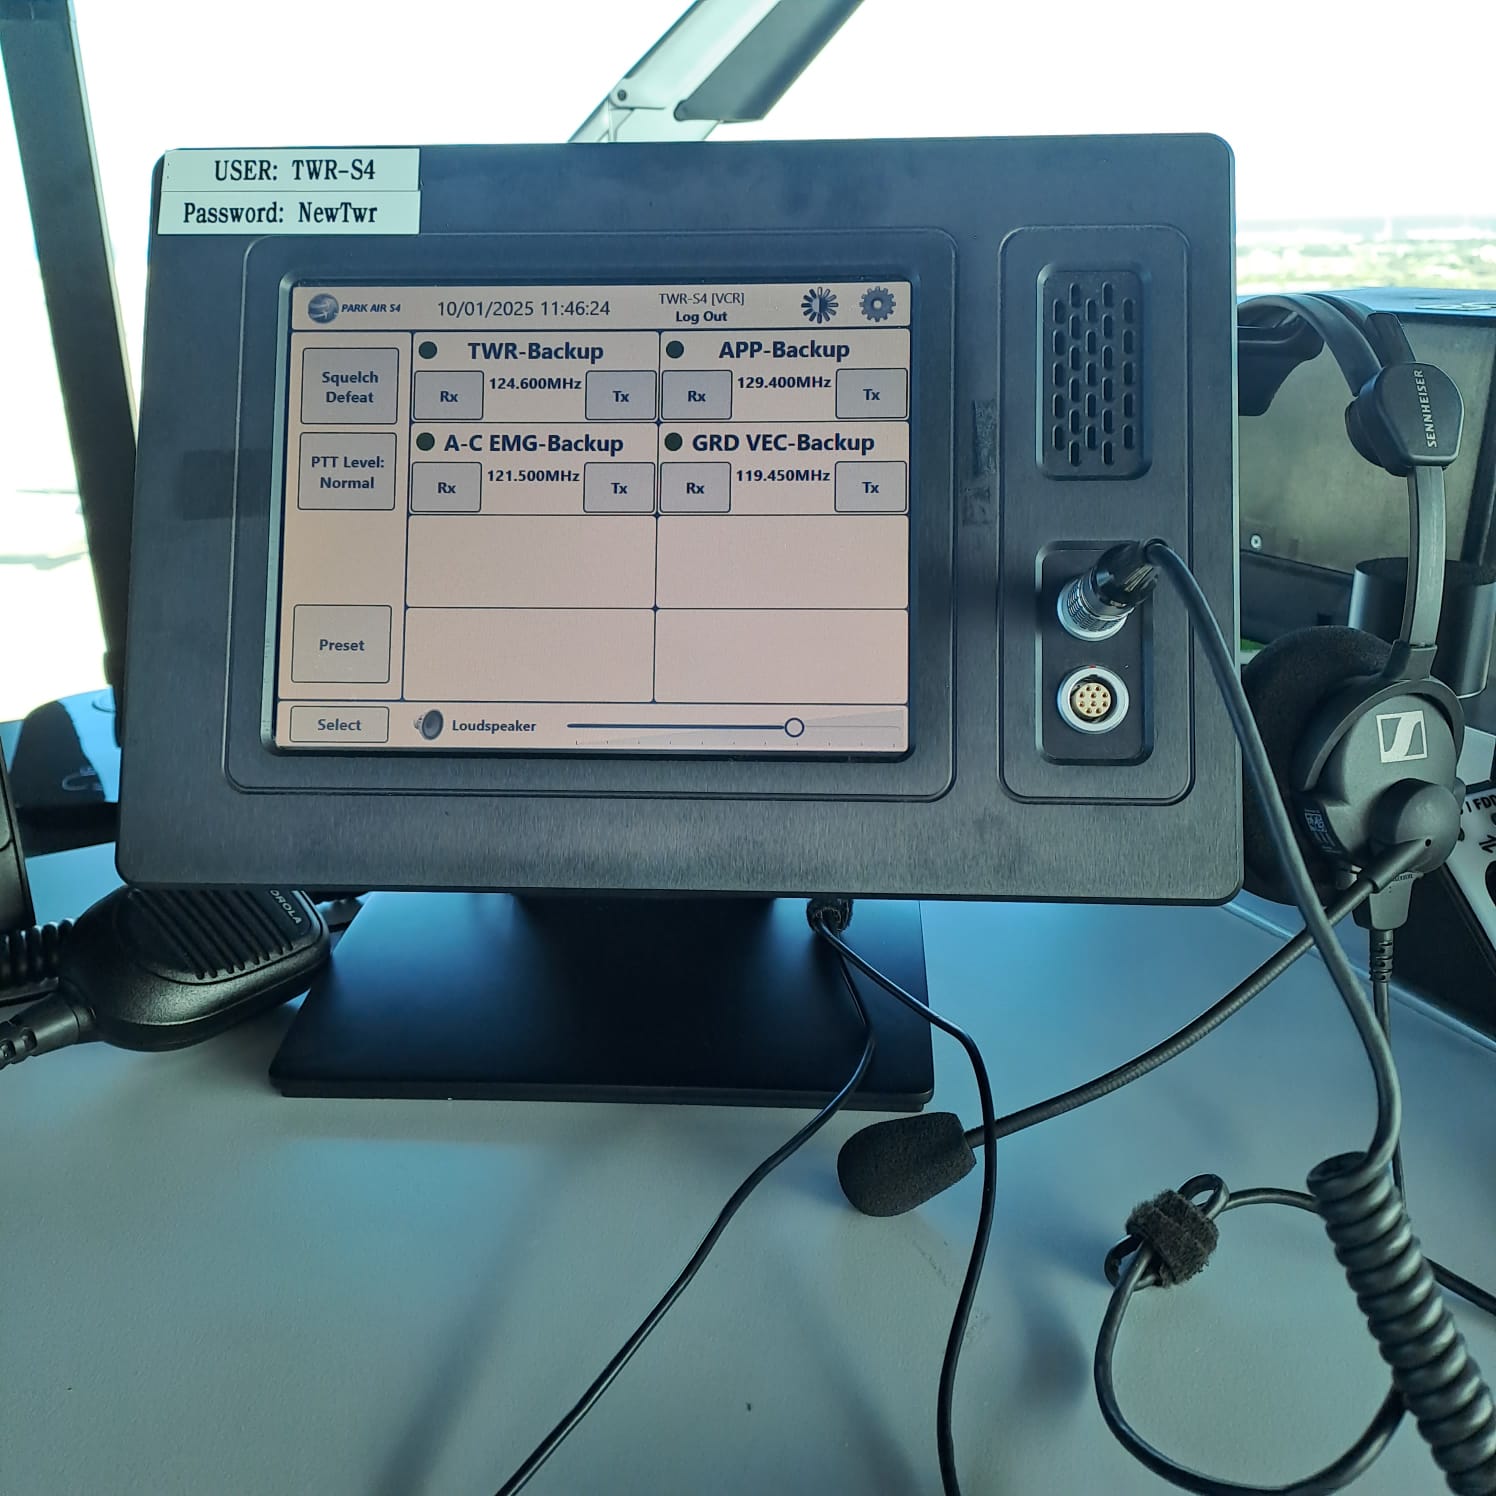 USER: TWR-S4
Password: NewTwr
PARK AIR S4
10/01/2025 11:46:24
TWR-S4 [VCR]
Log Out
Squelch
Defeat
PTT Level:
Normal
Preset
TWR-Backup
Rx
124.600MHz
Tx
APP-Backup
Rx
129.400MHz
Tx
A-C EMG-Backup
Rx
121.500MHz
Tx
GRD VEC-Backup
Rx
119.450MHz
Tx
Select
Loudspeaker
SENNHEISER